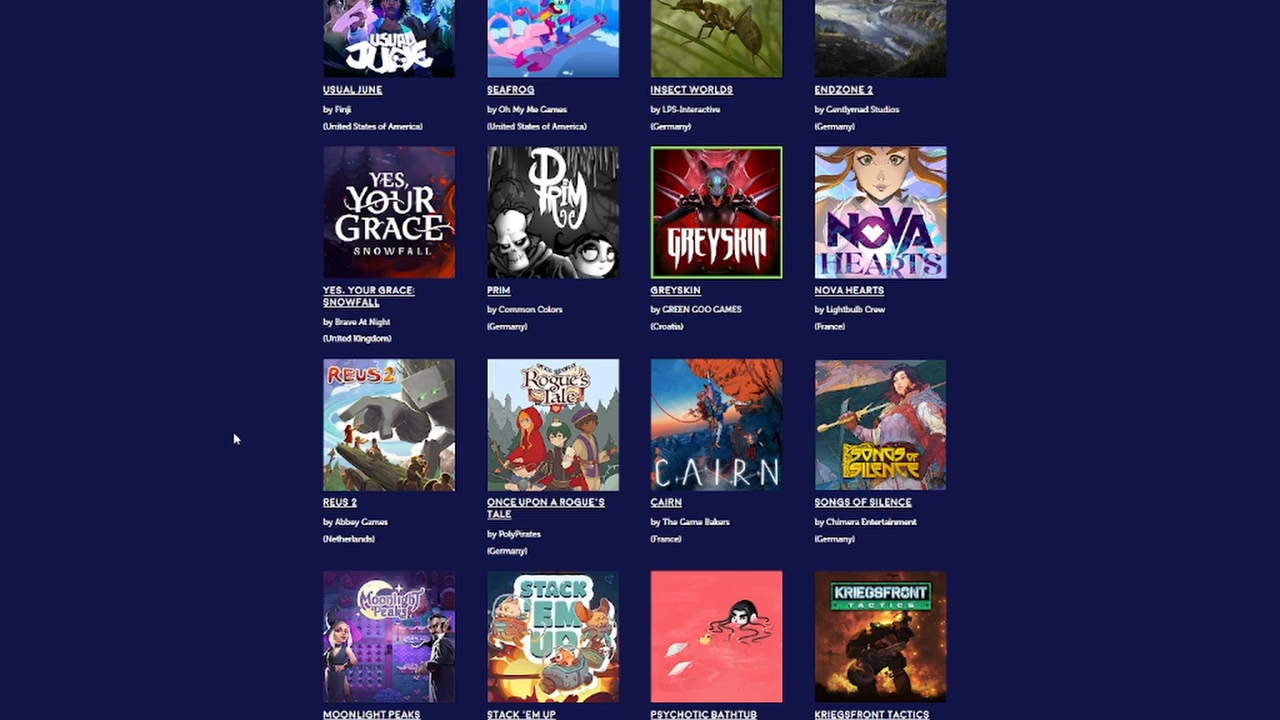 USUAL JUNE
USUAL JUNE
SEAFROG
INSECT WORLDS
ENDZONE 2
by Finji
by Oh My Me Games
by LPS-Interactive
by Gentlymad Studios
(United States of America)
(United States of America)
(Germany)
(Germany)
YES,
YOUR
GRACE
SNOWFALL
PRIM
GREYSKIN
NOVA
HEARTS
YES, YOUR GRACE:
SNOWFALL
PRIM
GREYSKIN
NOVA HEARTS
by Brave At Night
by Common Colors
by GREEN GOO GAMES
by Lightbulb Crew
(United Kingdom)
(Germany)
(Croatia)
(France)
REUS 2
Rogue's
Tale
CAIRN
SONGS OF
SILENCE
REUS 2
ONCE UPON A ROGUE'S
TALE
CAIRN
SONGS OF SILENCE
by Abbey Games
by PolyPirates
by The Game Bakers
by Chimera Entertainment
(Netherlands)
(Germany)
(France)
(Germany)
Moonlight
Peaks
STACK
'EM
UP
KRIEGSFRONT
TACTICS
MOONLIGHT PEAKS
STACK 'EM UP
PSYCHOTIC BATHTUB
KRIEGSFRONT TACTICS